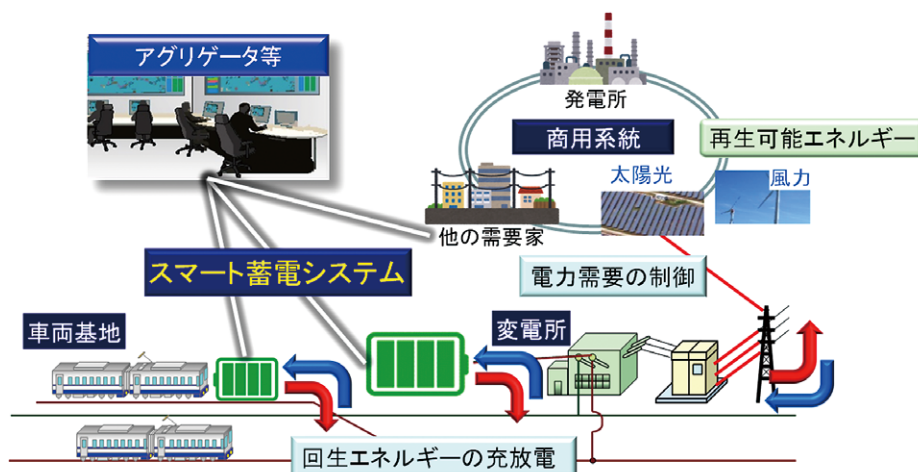 アグリゲータ等
発電所
商用系統
再生可能エネルギー
太陽光
風力
他の需要家
スマート蓄電システム
電力需要の制御
車両基地
変電所
回生エネルギーの充放電